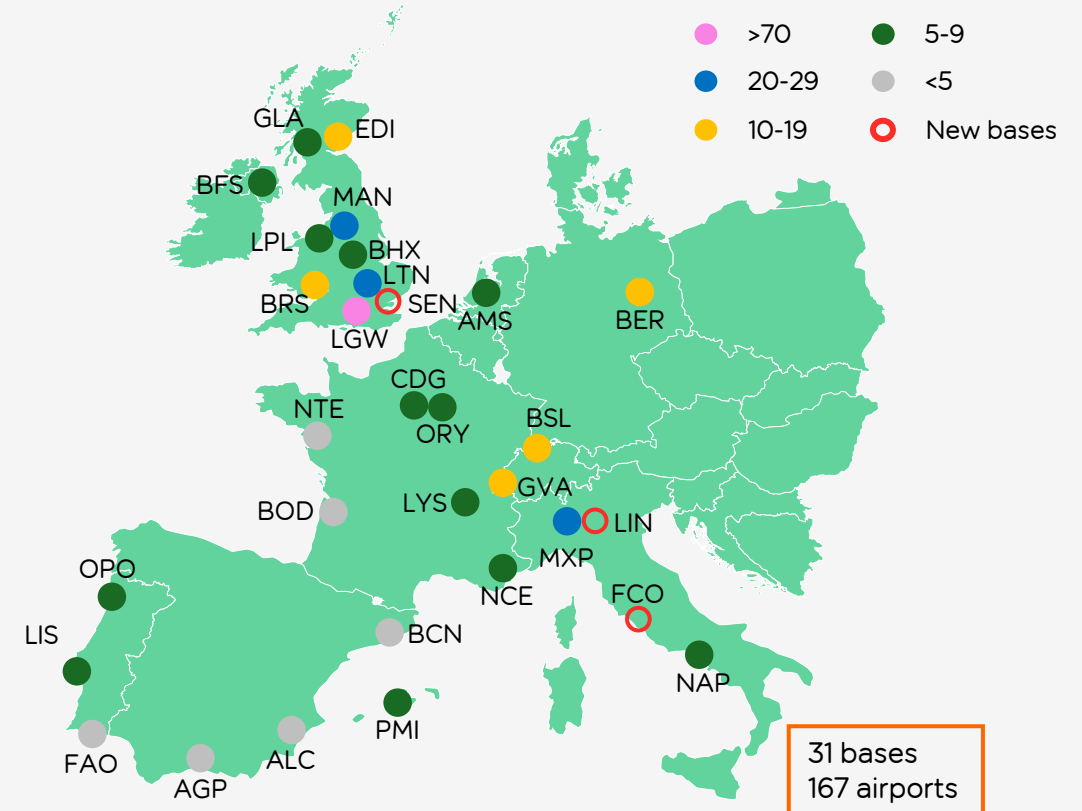 >70
5-9
20-29
<5
10-19
New bases
GLA
EDI
BFS
MAN
LPL
BHX
LTN
BRS
SEN
LGW
AMS
BER
CDG
ORY
NTE
BSL
GVA
LYS
BOD
LIN
MXP
NCE
FCO
OPO
LIS
BCN
NAP
PMI
FAO
ALC
AGP
31 bases
167 airports